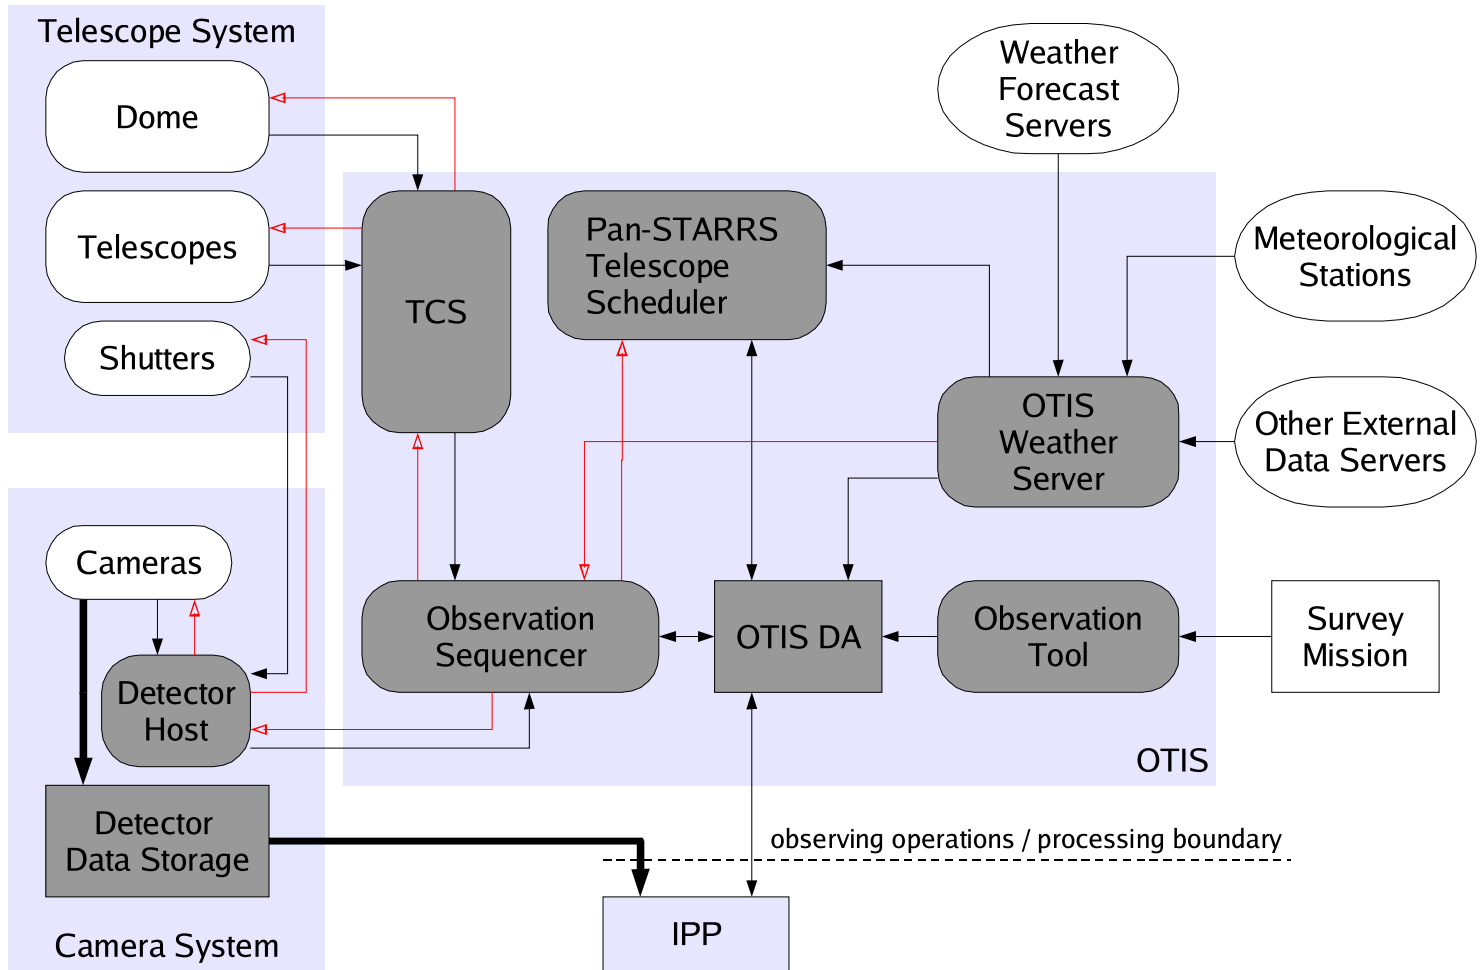 Telescope System
Dome
Telescopes
Shutters
TCS
Pan-STARRS
Telescope
Scheduler
Weather
Forecast
Servers
Meteorological
Stations
OTIS
Weather
Server
Other External
Data Servers
Cameras
Detector
Host
Detector
Data Storage
Camera System
Observation
Sequencer
OTIS DA
Observation
Tool
Survey
Mission
OTIS
observing operations / processing boundary
IPP